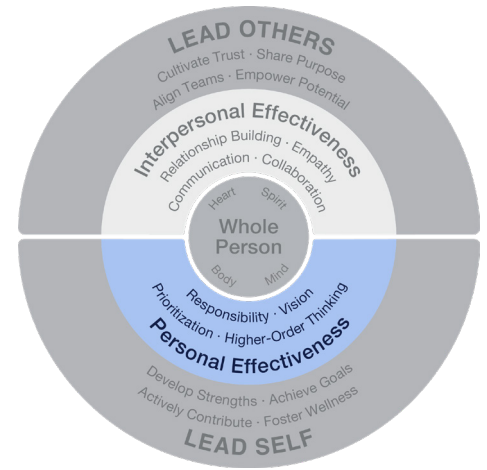 LEAD OTHERS
Cultivate Trust · Share Purpose
Align Teams · Empower Potential
Interpersonal Effectiveness
Relationship Building · Empathy
Communication · Collaboration
Heart Spirit
Whole
Person
Body Mind
Responsibility · Vision
Prioritization · Higher-Order Thinking
Personal Effectiveness
Develop Strengths · Achieve Goals
Actively Contribute · Foster Wellness
LEAD SELF